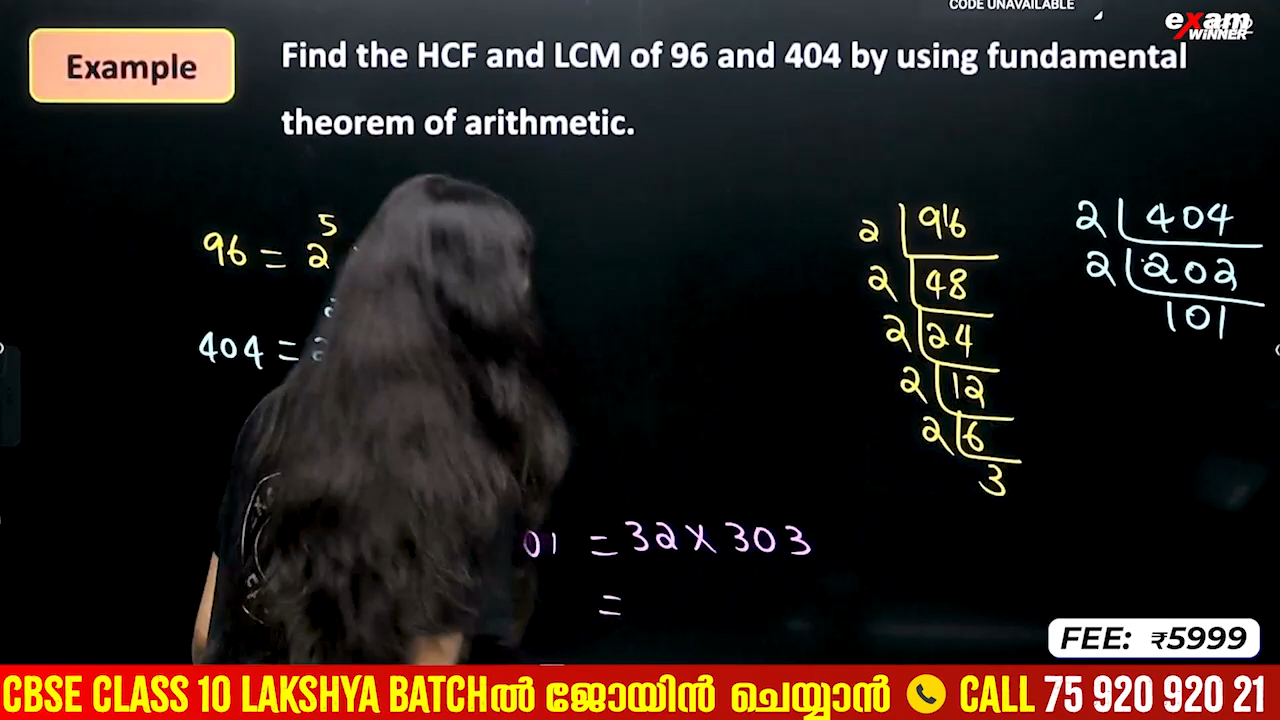 CODE UNAVAILABLE
exam WiNNER
Example
Find the HCF and LCM of 96 and 404 by using fundamental
theorem of arithmetic.
96 = 2⁵
404 = 2
2 96
2 48
2 24
2 12
2 6
3
2 404
2 202
101
01 = 32 X 303
=
FEE: ₹5999
CBSE CLASS 10 LAKSHYA BATCHൽ ജോയിൻ ചെയ്യാൻ CALL 75 920 920 21